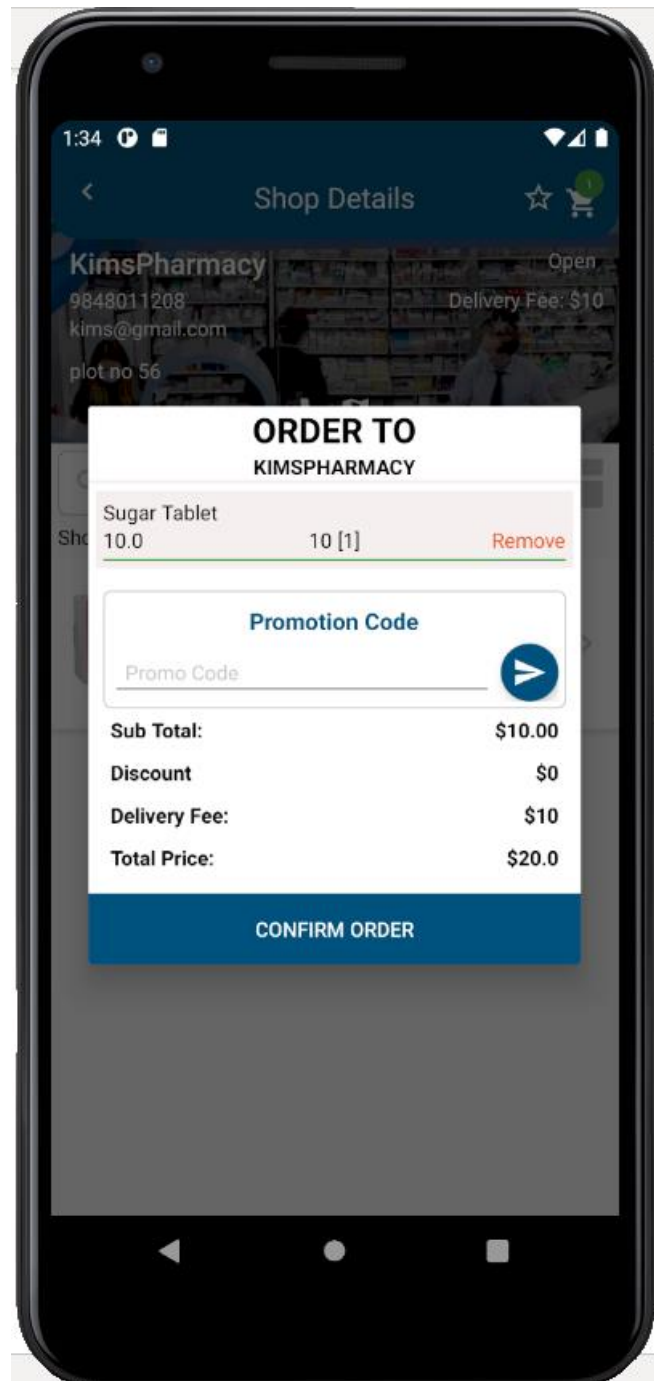 1:34
Shop Details
1
KimsPharmacy
Open
9848011208
Delivery Fee: $10
kims@gmail.com
plot no 56
ORDER TO
KIMSPHARMACY
Sho
Sugar Tablet
10.0 10 [1] Remove
Promotion Code
Promo Code
Sub Total: $10.00
Discount $0
Delivery Fee: $10
Total Price: $20.0
CONFIRM ORDER